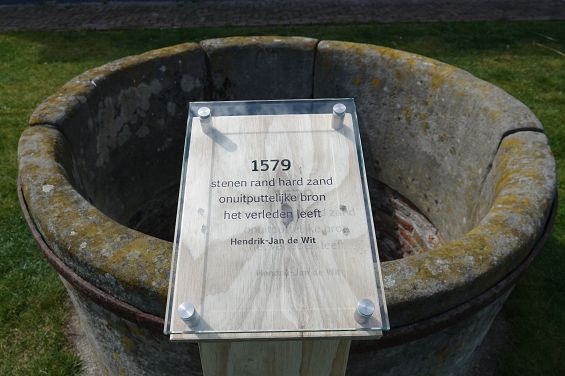 1579
stenen rand hard zand
onuitputtelijke bron
het verleden leeft
Hendrik-Jan de Wit